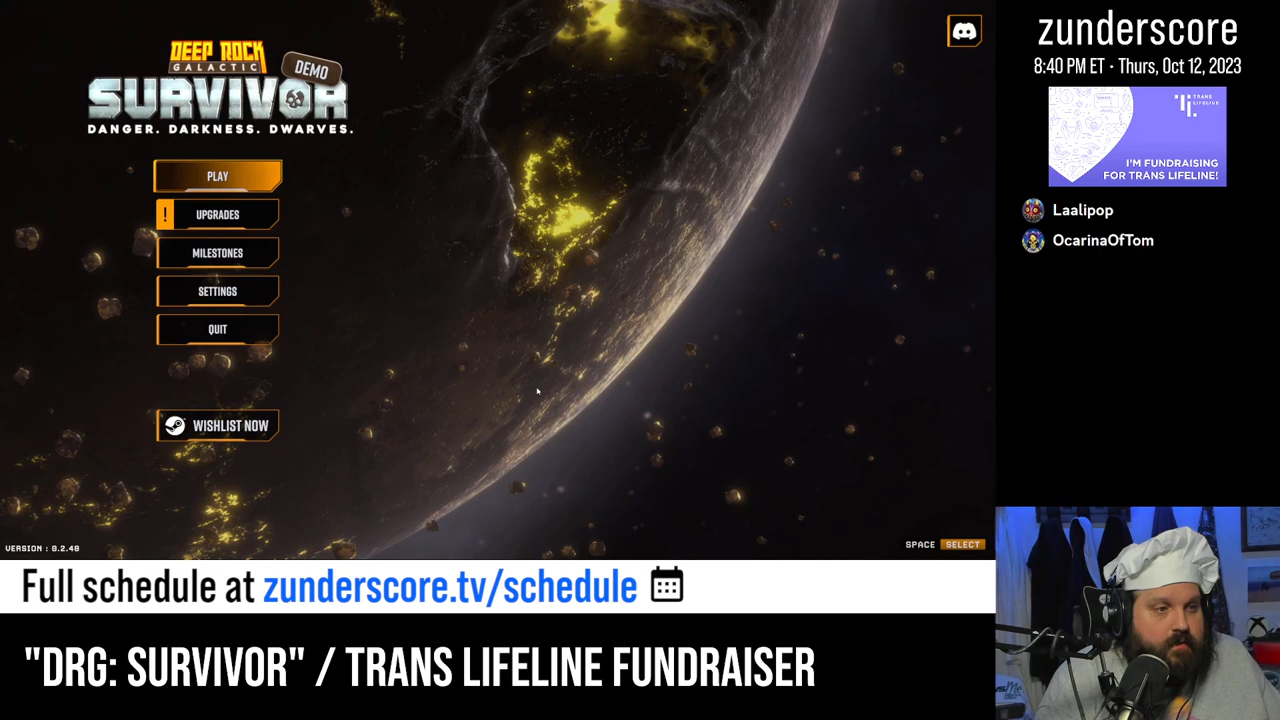 DEEP ROCK
GALACTIC
DEMO
SURVIVOR
DANGER. DARKNESS. DWARVES.
PLAY
! UPGRADES
MILESTONES
SETTINGS
QUIT
WISHLIST NOW
VERSION : 0.2.48
SPACE SELECT
zunderscore
8:40 PM ET · Thurs, Oct 12, 2023
TRANS
LIFELINE
I'M FUNDRAISING
FOR TRANS LIFELINE!
Laalipop
OcarinaOfTom
Full schedule at zunderscore.tv/schedule
"DRG: SURVIVOR" / TRANS LIFELINE FUNDRAISER